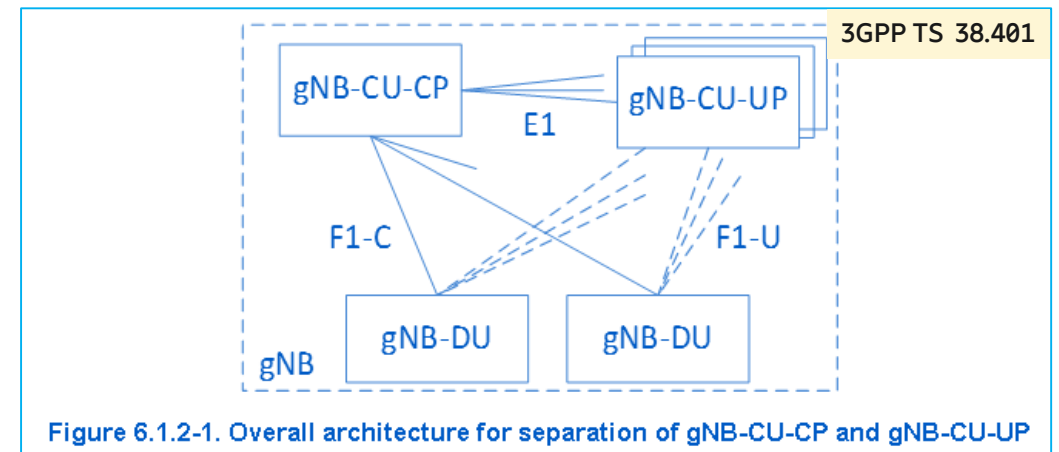 3GPP TS 38.401
gNB-CU-CP
gNB-CU-UP
E1
F1-C
F1-U
gNB-DU
gNB-DU
gNB
Figure 6.1.2-1. Overall architecture for separation of gNB-CU-CP and gNB-CU-UP